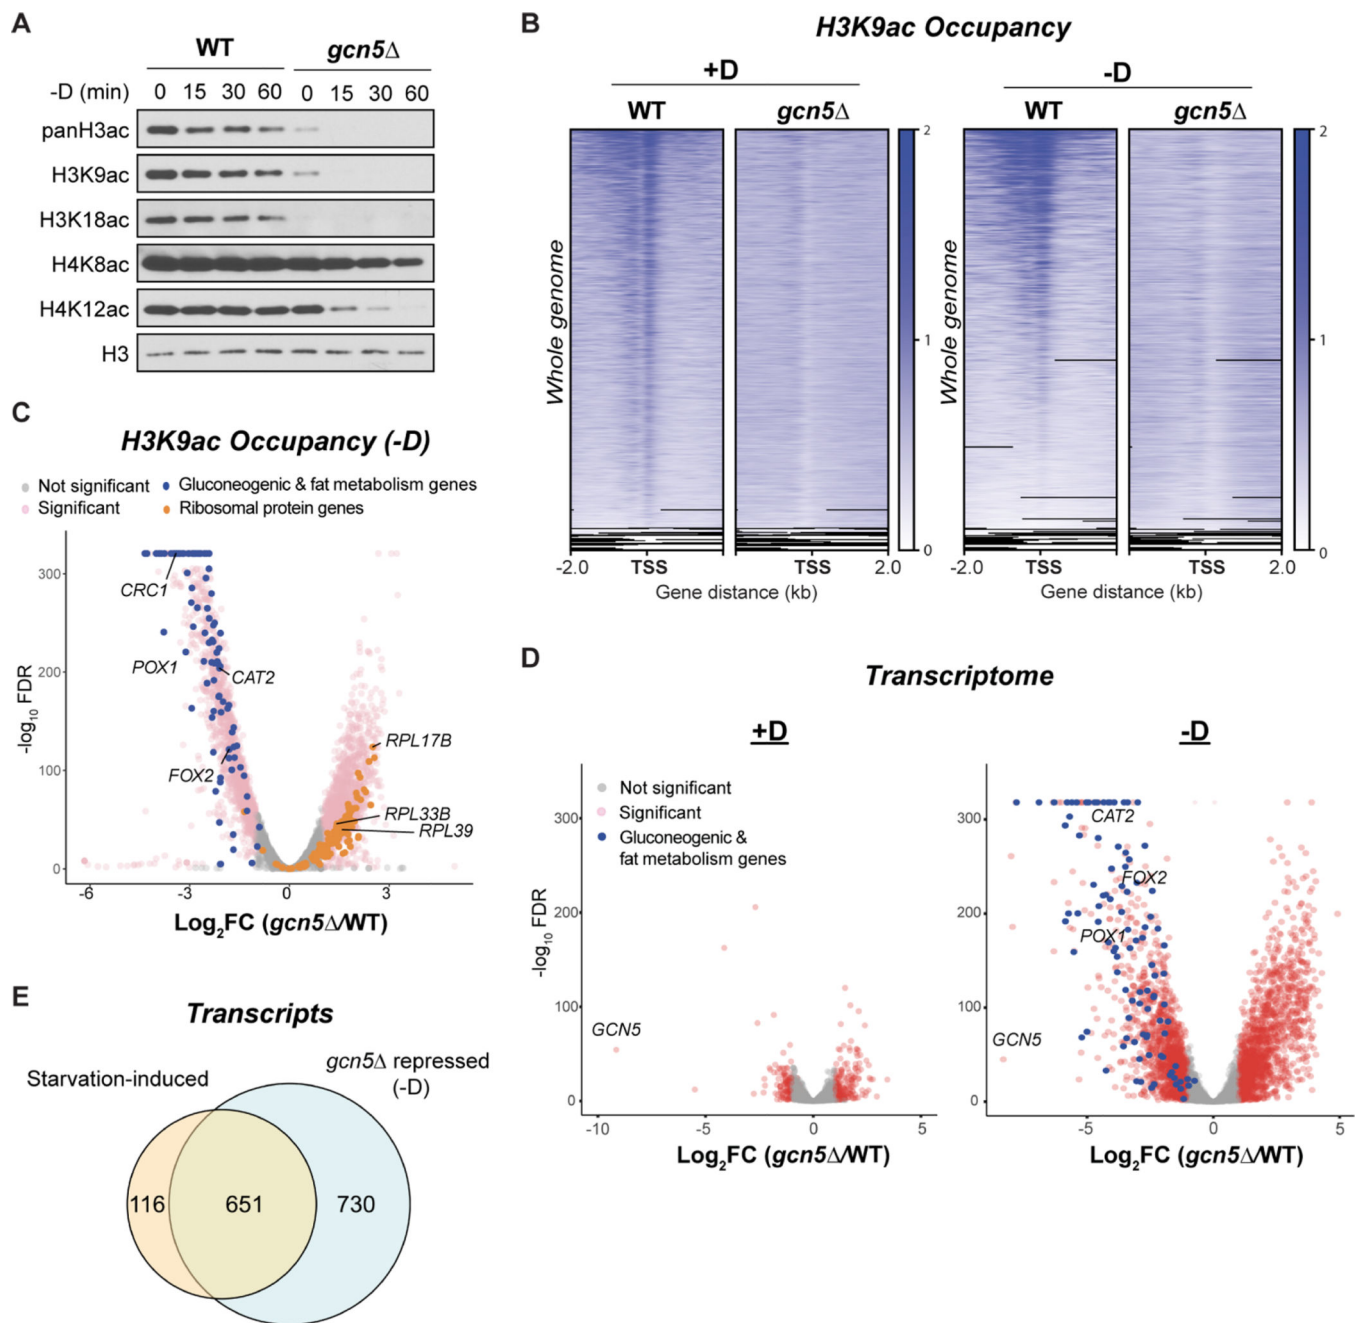 A
WT
gcn5Δ
-D (min)
0 15 30 60 0 15 30 60
panH3ac
H3K9ac
H3K18ac
H4K8ac
H4K12ac
H3
B
H3K9ac Occupancy
+D
-D
WT
gcn5Δ
WT
gcn5Δ
Whole genome
2
1
0
Whole genome
2
1
0
-2.0 TSS TSS 2.0
Gene distance (kb)
-2.0 TSS TSS 2.0
Gene distance (kb)
C
H3K9ac Occupancy (-D)
Not significant
Gluconeogenic & fat metabolism genes
Significant
Ribosomal protein genes
-log10 FDR
300
200
100
0
CRC1
POX1
CAT2
FOX2
RPL17B
RPL33B
RPL39
-6 -3 0 3
Log2FC (gcn5Δ/WT)
D
Transcriptome
+D
-D
Not significant
Significant
Gluconeogenic &
fat metabolism genes
-log10 FDR
300
200
100
0
GCN5
-10 -5 0 5
Log2FC (gcn5Δ/WT)
300
200
100
0
CAT2
FOX2
POX1
GCN5
-5 0 5
Log2FC (gcn5Δ/WT)
E
Transcripts
Starvation-induced
gcn5Δ repressed
(-D)
116
651
730